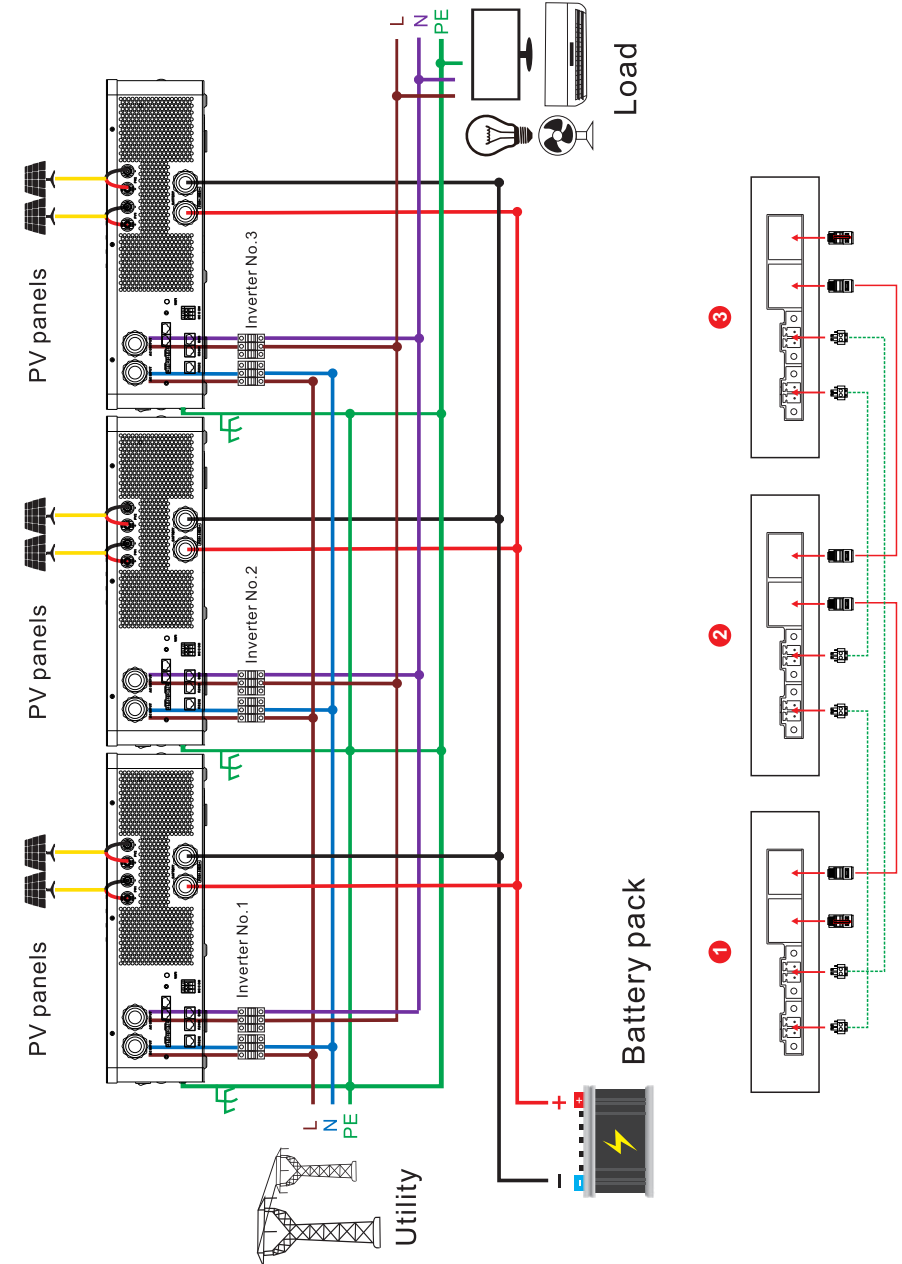 PV panels
PV panels
PV panels
Inverter No.1
Inverter No.2
Inverter No.3
L
N
PE
L
N
PE
Load
Utility
+
−
+
−
Battery pack
1
2
3